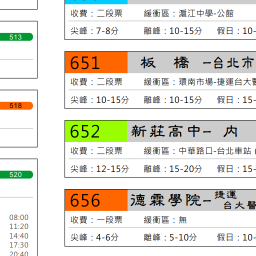 513
518
520
08:00
11:20
14:40
17:30
20:40
收費：二段票 緩衝區：滬江中學-公館
尖峰：7-8分 離峰：10-15分 假日：10-
651 板 橋 -台北市
收費：二段票 緩衝區：環南市場-捷運台大醫
尖峰：10-15分 離峰：10-15分 假日：10-
652 新莊高中- 內
收費：二段票 緩衝區：中華路口-台北車站
尖峰：12-15分 離峰：15-20分 假日：15-
656 德霖學院- 捷運
台大醫
收費：一段票 緩衝區：無
尖峰：4-6分 離峰：5-10分 假日：10-